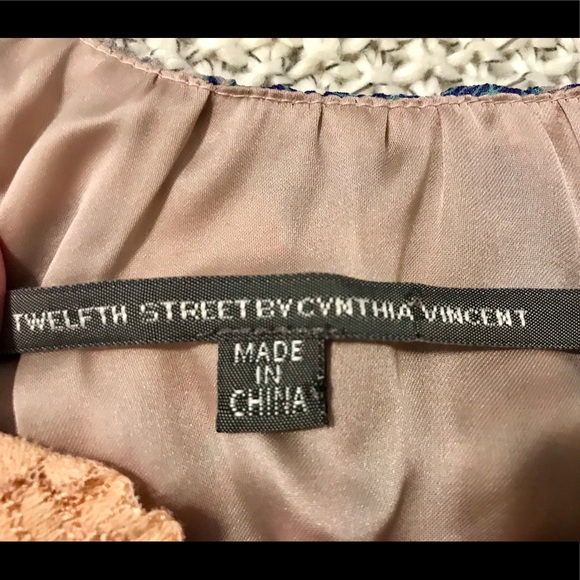 TWELFTH STREET BY CYNTHIA VINCENT
MADE
IN
CHINA